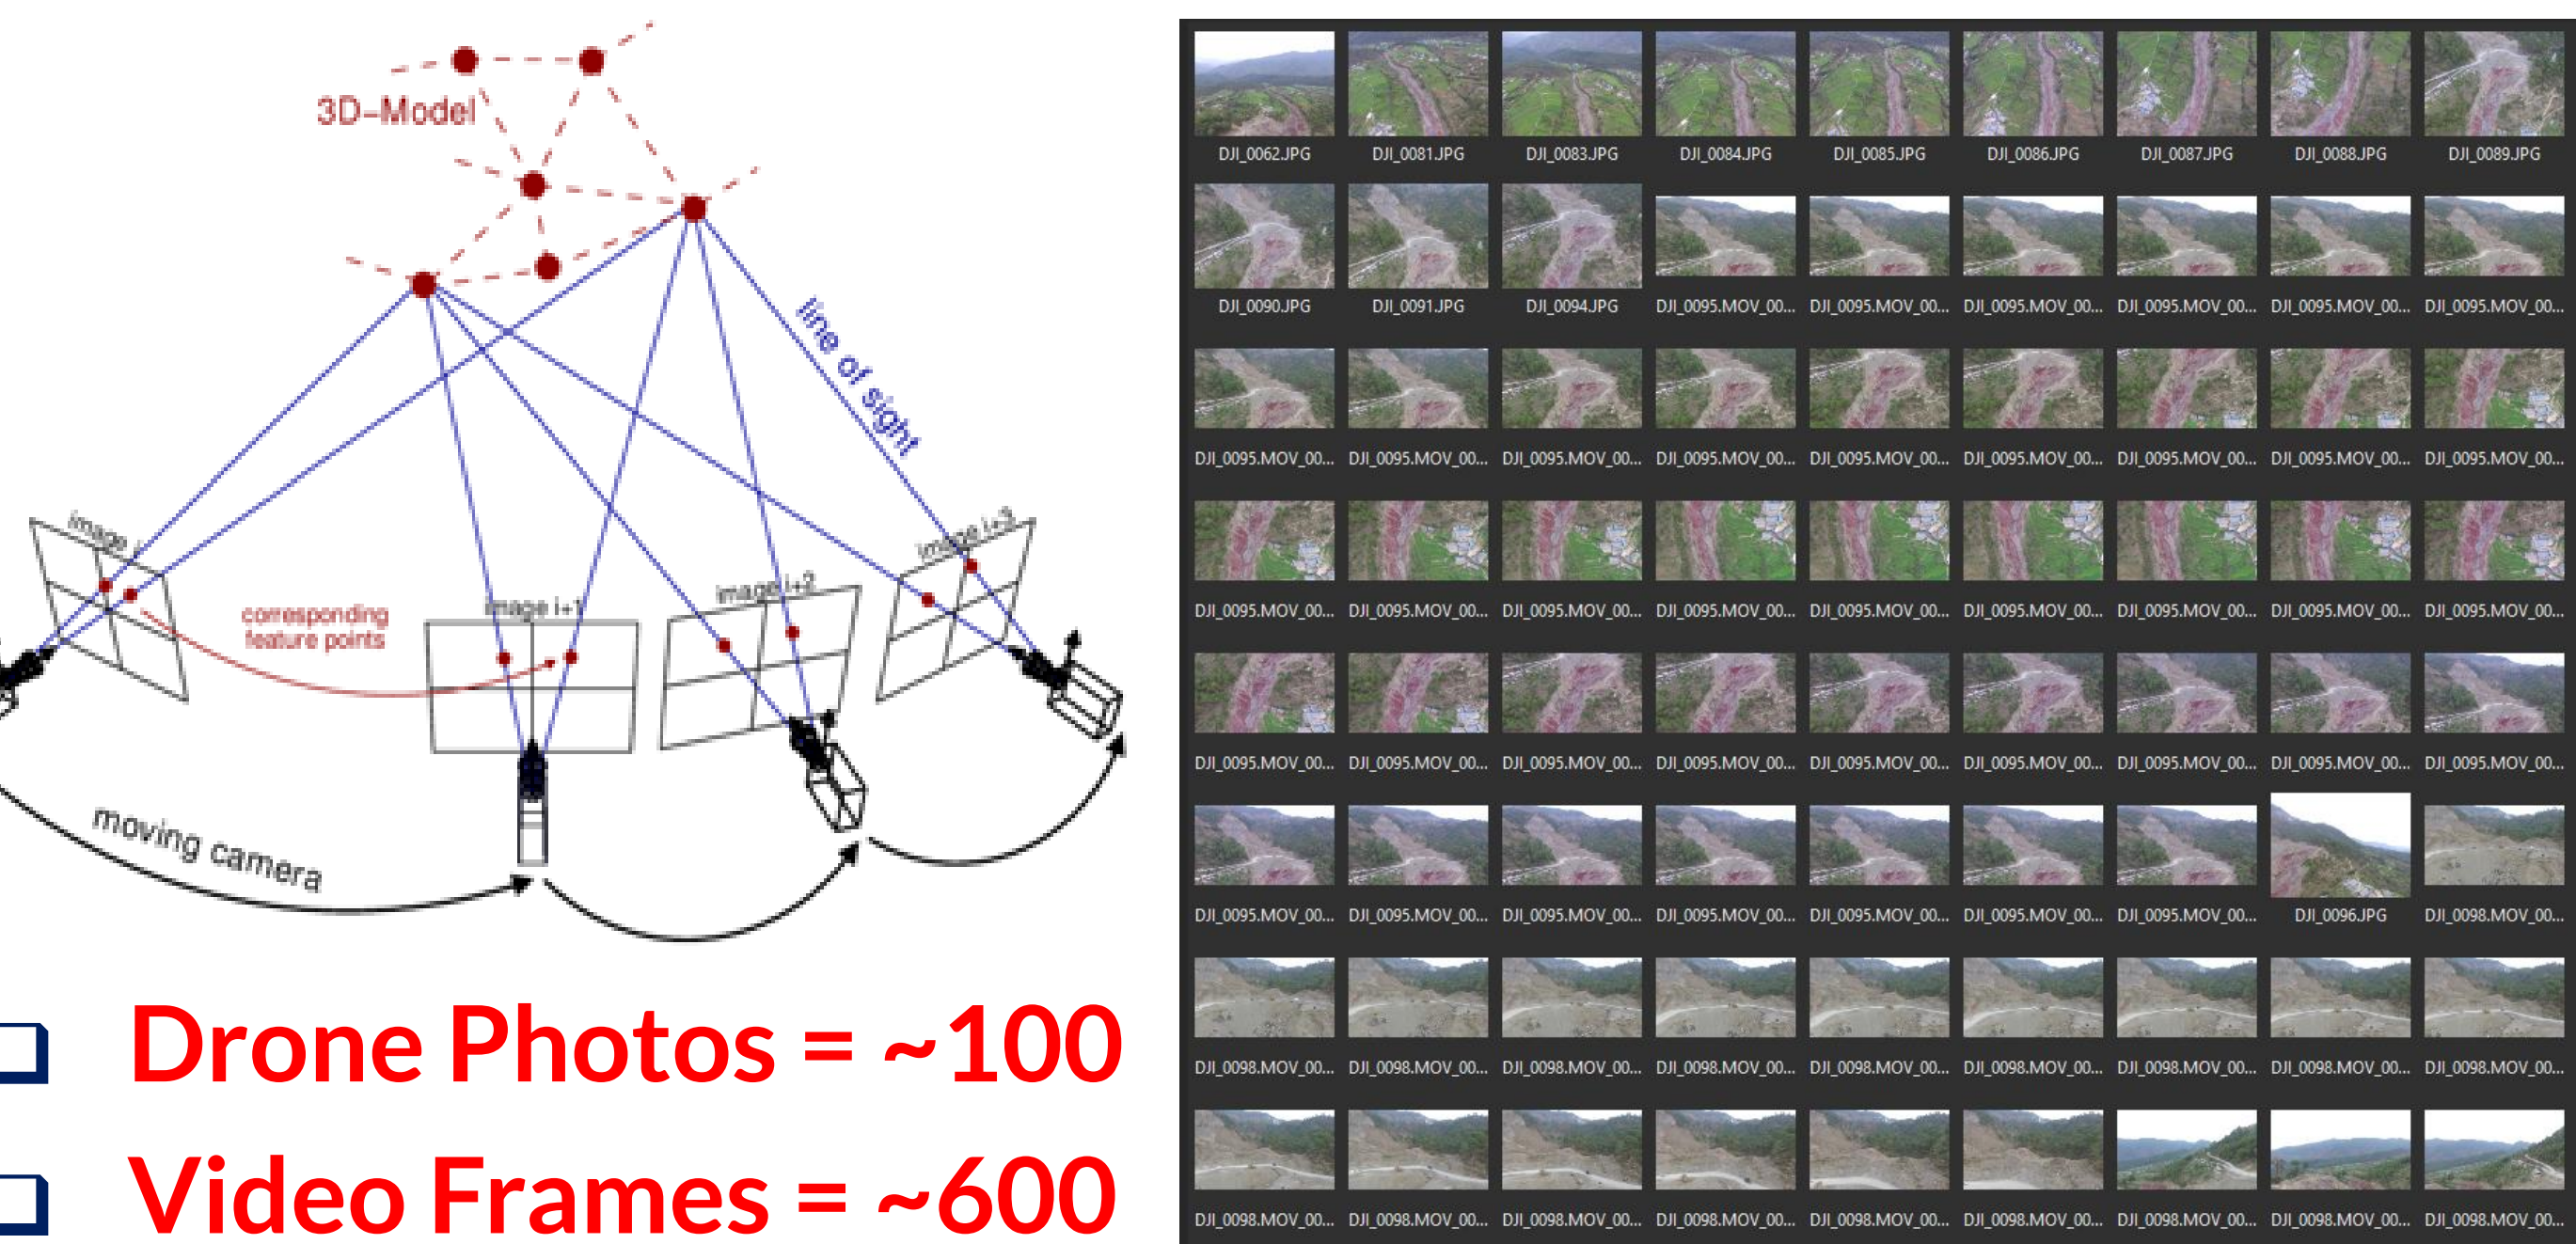 3D-Model
line of sight
image i
image i+1
image i+2
image i+3
corresponding
feature points
moving camera
Drone Photos = ~100
Video Frames = ~600
DJI_0062.JPG DJI_0081.JPG DJI_0083.JPG DJI_0084.JPG DJI_0085.JPG DJI_0086.JPG DJI_0087.JPG DJI_0088.JPG DJI_0089.JPG
DJI_0090.JPG DJI_0091.JPG DJI_0094.JPG DJI_0095.MOV_00... DJI_0095.MOV_00... DJI_0095.MOV_00... DJI_0095.MOV_00... DJI_0095.MOV_00... DJI_0095.MOV_00...
DJI_0095.MOV_00... DJI_0095.MOV_00... DJI_0095.MOV_00... DJI_0095.MOV_00... DJI_0095.MOV_00... DJI_0095.MOV_00... DJI_0095.MOV_00... DJI_0095.MOV_00... DJI_0095.MOV_00...
DJI_0095.MOV_00... DJI_0095.MOV_00... DJI_0095.MOV_00... DJI_0095.MOV_00... DJI_0095.MOV_00... DJI_0095.MOV_00... DJI_0095.MOV_00... DJI_0095.MOV_00... DJI_0095.MOV_00...
DJI_0095.MOV_00... DJI_0095.MOV_00... DJI_0095.MOV_00... DJI_0095.MOV_00... DJI_0095.MOV_00... DJI_0095.MOV_00... DJI_0095.MOV_00... DJI_0095.MOV_00... DJI_0095.MOV_00...
DJI_0095.MOV_00... DJI_0095.MOV_00... DJI_0095.MOV_00... DJI_0095.MOV_00... DJI_0095.MOV_00... DJI_0095.MOV_00... DJI_0095.MOV_00... DJI_0096.JPG DJI_0098.MOV_00...
DJI_0098.MOV_00... DJI_0098.MOV_00... DJI_0098.MOV_00... DJI_0098.MOV_00... DJI_0098.MOV_00... DJI_0098.MOV_00... DJI_0098.MOV_00... DJI_0098.MOV_00... DJI_0098.MOV_00...
DJI_0098.MOV_00... DJI_0098.MOV_00... DJI_0098.MOV_00... DJI_0098.MOV_00... DJI_0098.MOV_00... DJI_0098.MOV_00... DJI_0098.MOV_00... DJI_0098.MOV_00... DJI_0098.MOV_00...